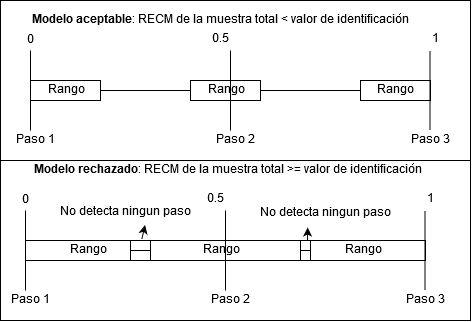 Modelo aceptable: RECM de la muestra total < valor de identificación
0 0.5 1
Rango Rango Rango
Paso 1 Paso 2 Paso 3
Modelo rechazado: RECM de la muestra total >= valor de identificación
0 0.5 1
No detecta ningun paso No detecta ningun paso
Rango Rango Rango
Paso 1 Paso 2 Paso 3